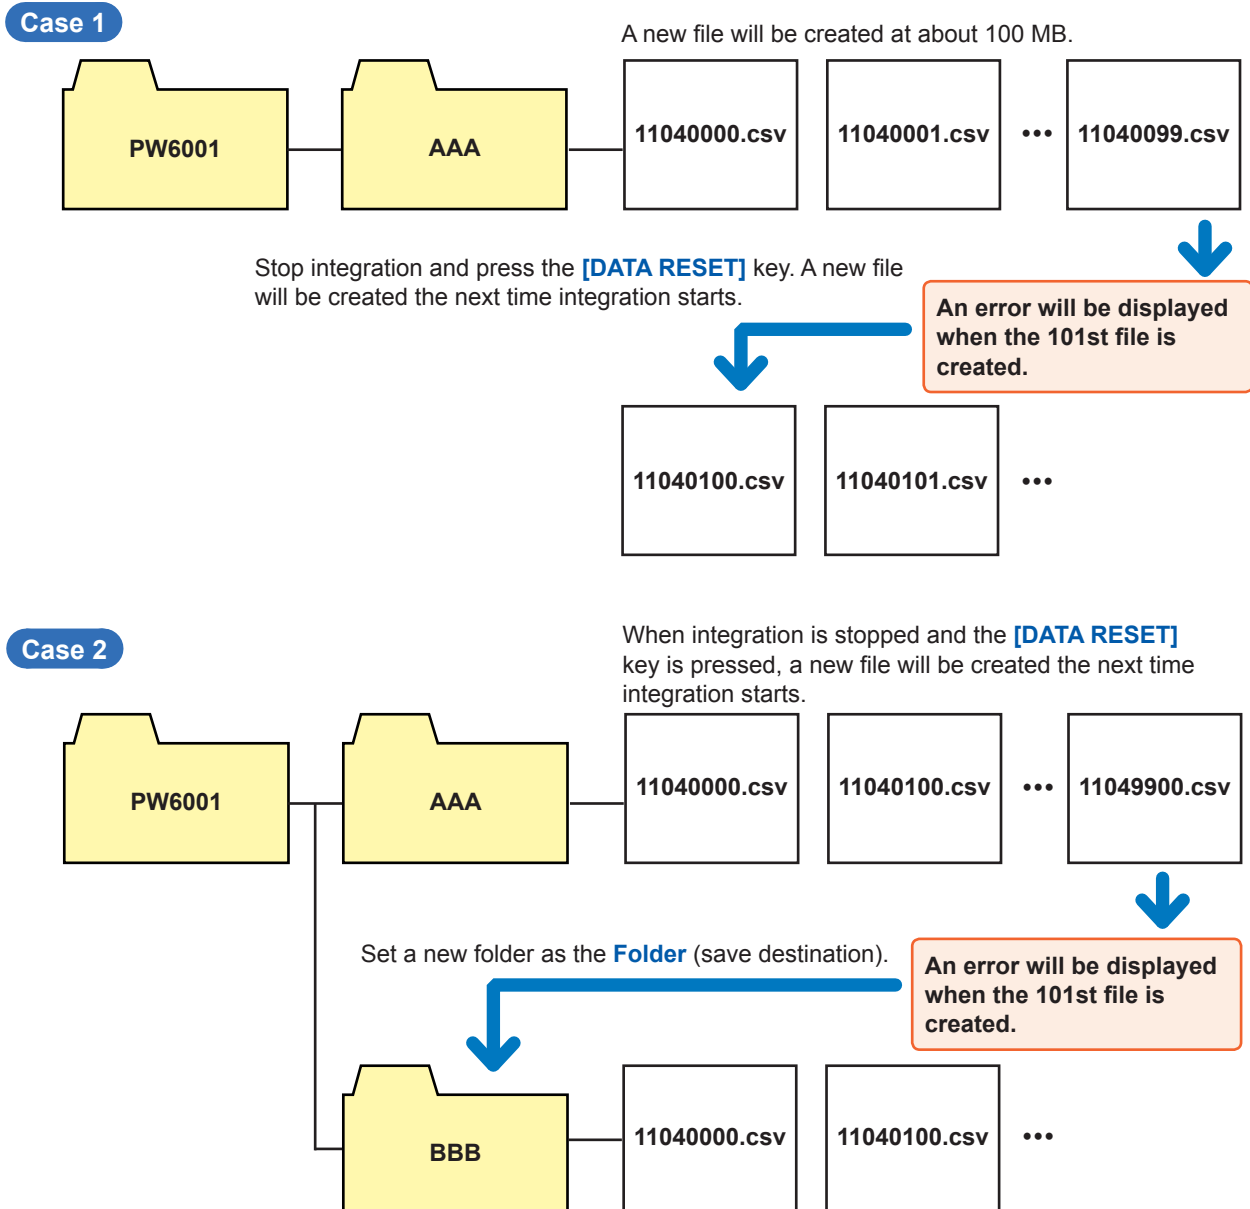 Case 1
A new file will be created at about 100 MB.
PW6001
AAA
11040000.csv
11040001.csv
•••
11040099.csv
Stop integration and press the [DATA RESET] key. A new file
will be created the next time integration starts.
An error will be displayed
when the 101st file is
created.
11040100.csv
11040101.csv
•••
Case 2
When integration is stopped and the [DATA RESET]
key is pressed, a new file will be created the next time
integration starts.
PW6001
AAA
11040000.csv
11040100.csv
•••
11049900.csv
Set a new folder as the Folder (save destination).
An error will be displayed
when the 101st file is
created.
BBB
11040000.csv
11040100.csv
•••